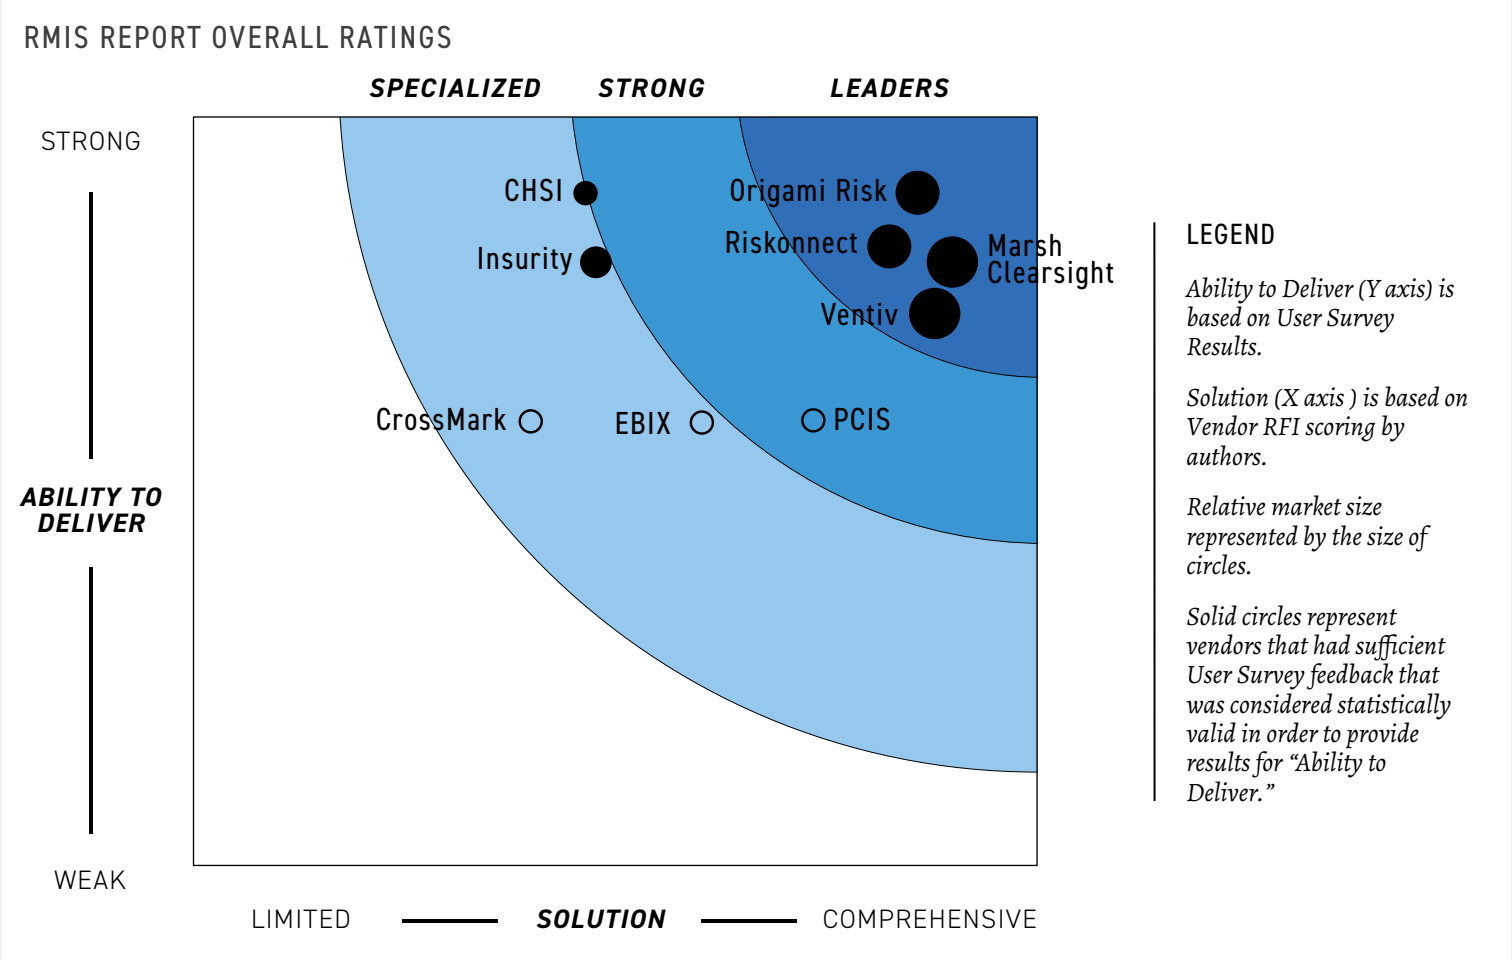 RMIS REPORT OVERALL RATINGS
SPECIALIZED
STRONG
LEADERS
STRONG
CHSI
Origami Risk
Riskonnect
Marsh
Clearsight
Insurity
Ventiv
CrossMark
EBIX
PCIS
ABILITY TO
DELIVER
WEAK
LIMITED
SOLUTION
COMPREHENSIVE
LEGEND
Ability to Deliver (Y axis) is
based on User Survey
Results.
Solution (X axis ) is based on
Vendor RFI scoring by
authors.
Relative market size
represented by the size of
circles.
Solid circles represent
vendors that had sufficient
User Survey feedback that
was considered statistically
valid in order to provide
results for “Ability to
Deliver.”